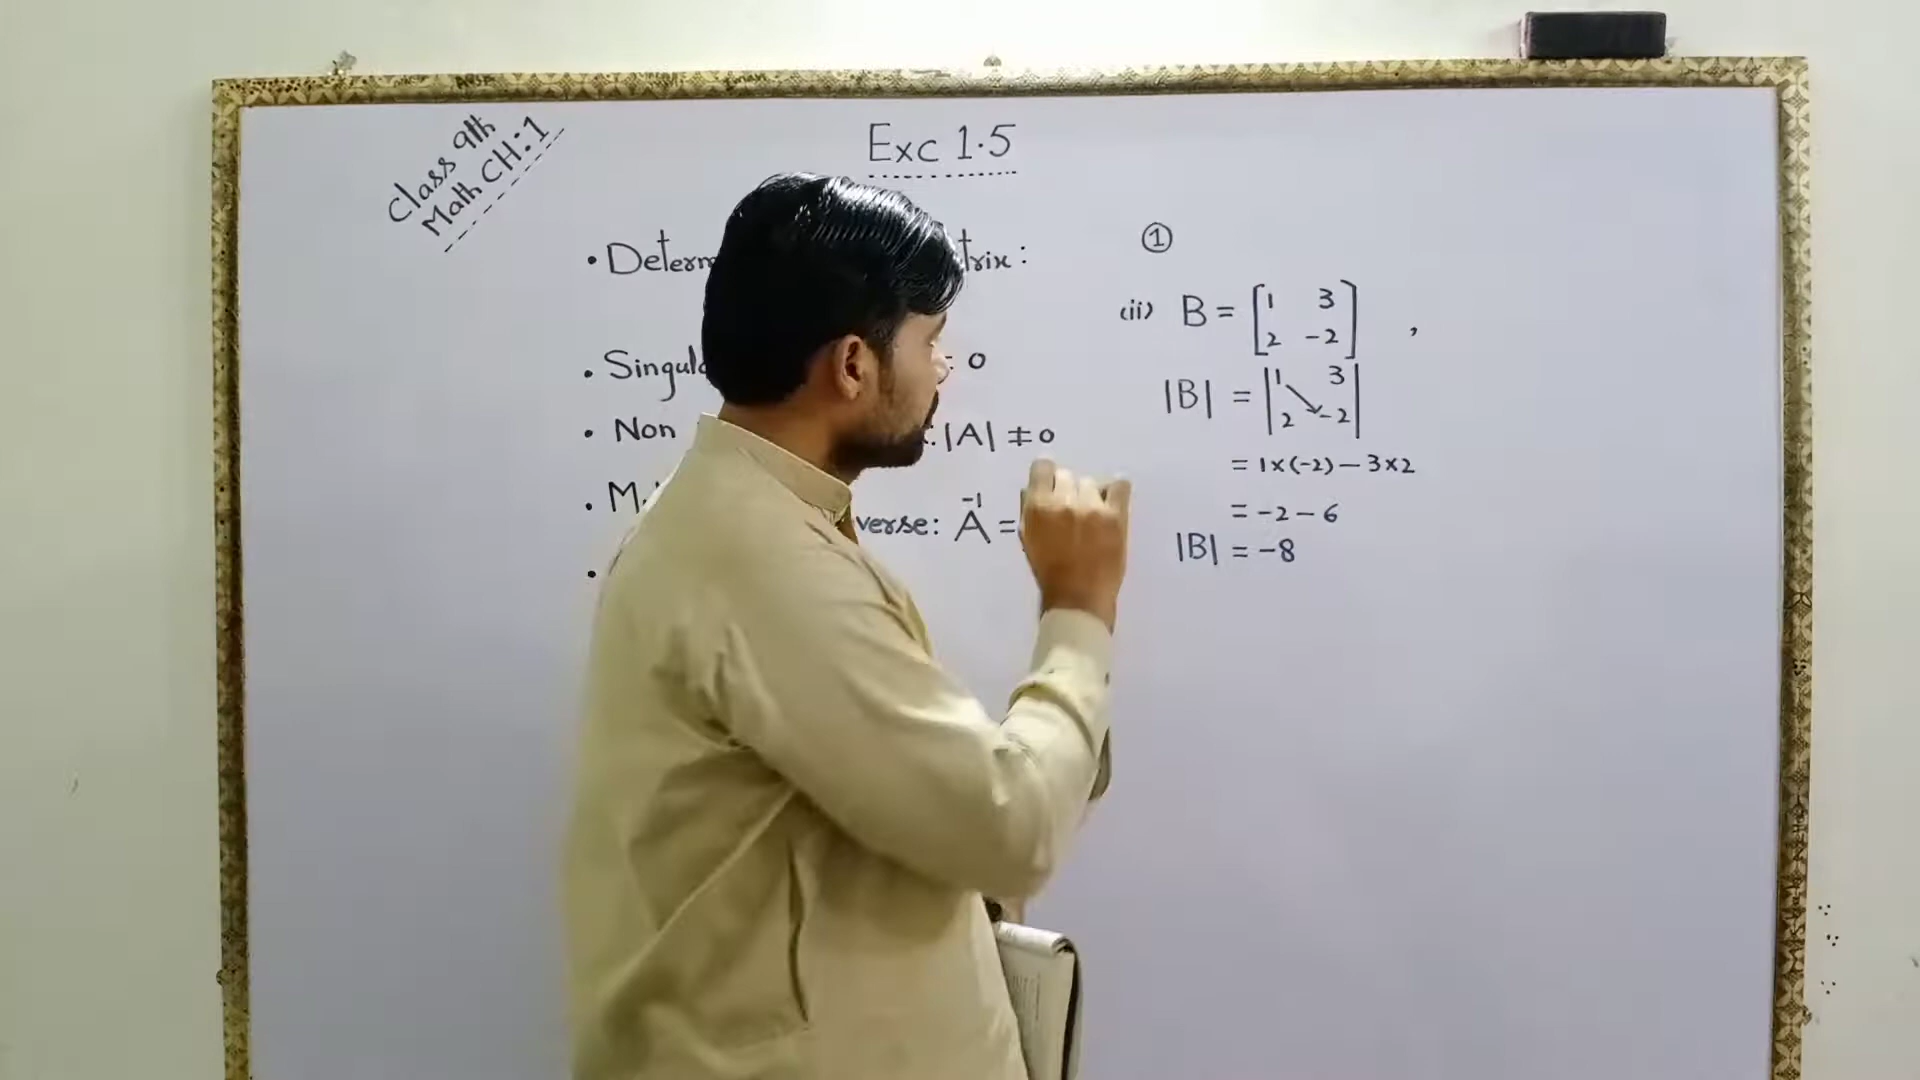 Class 9th
Math CH:1
Exc 1.5
• Determ trix:
• Singul : 0
• Non : |A| ≠ 0
• M verse: A⁻¹ =
•
①
(ii) B = [1 3
2 -2] ,
|B| = |1 3
2 -2|
= 1×(-2) - 3×2
= -2 - 6
|B| = -8